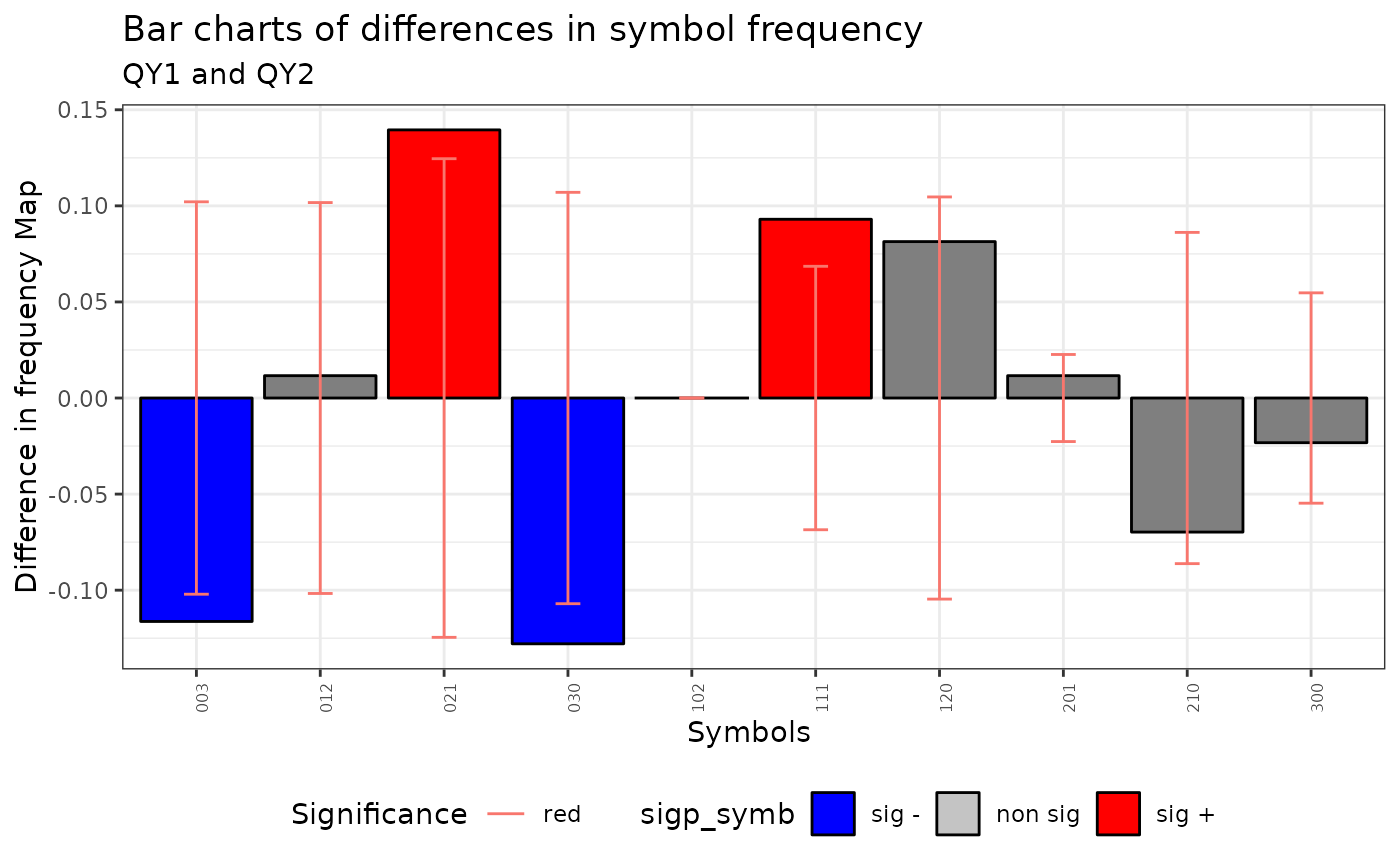 Bar charts of differences in symbol frequency
QY1 and QY2
Difference in frequency Map
0.15
0.10
0.05
0.00
-0.05
-0.10
003 012 021 030 102 111 120 201 210 300
Symbols
Significance red sigp_symb sig - non sig sig +